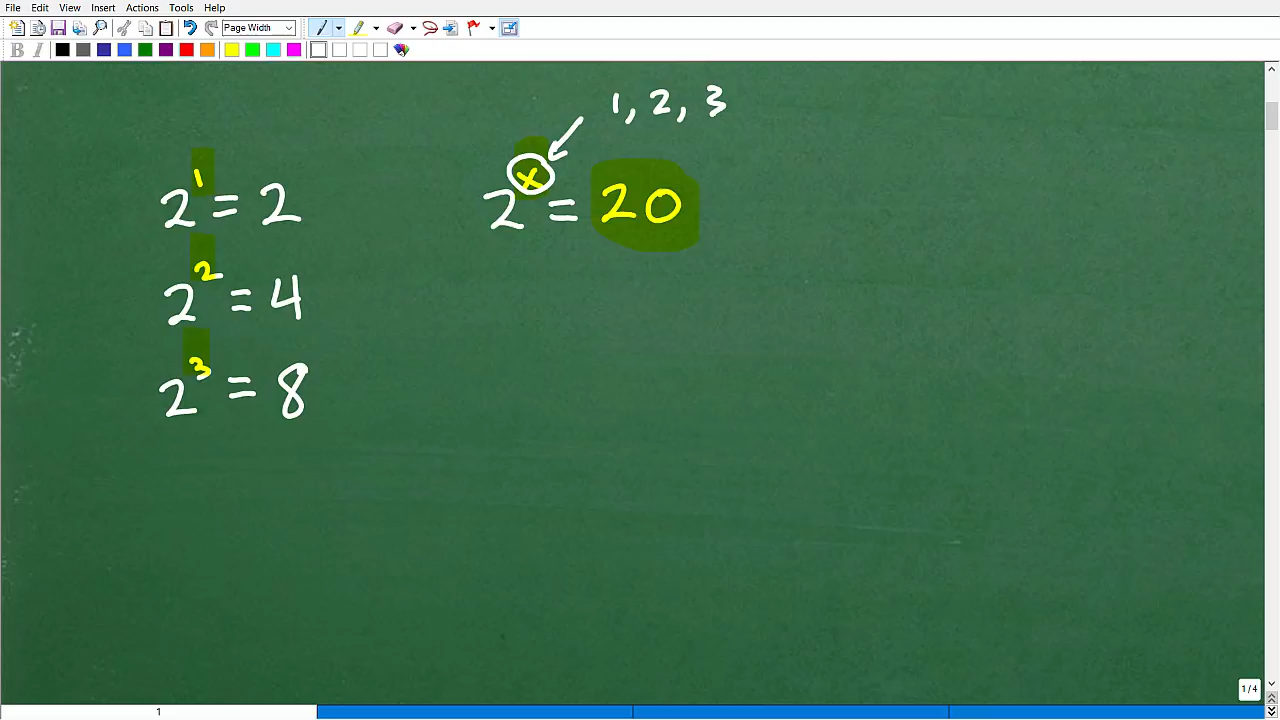 File Edit View Insert Actions Tools Help
Page Width
B I
1, 2, 3
2^1 = 2
2^x = 20
2^2 = 4
2^3 = 8
1/4
1